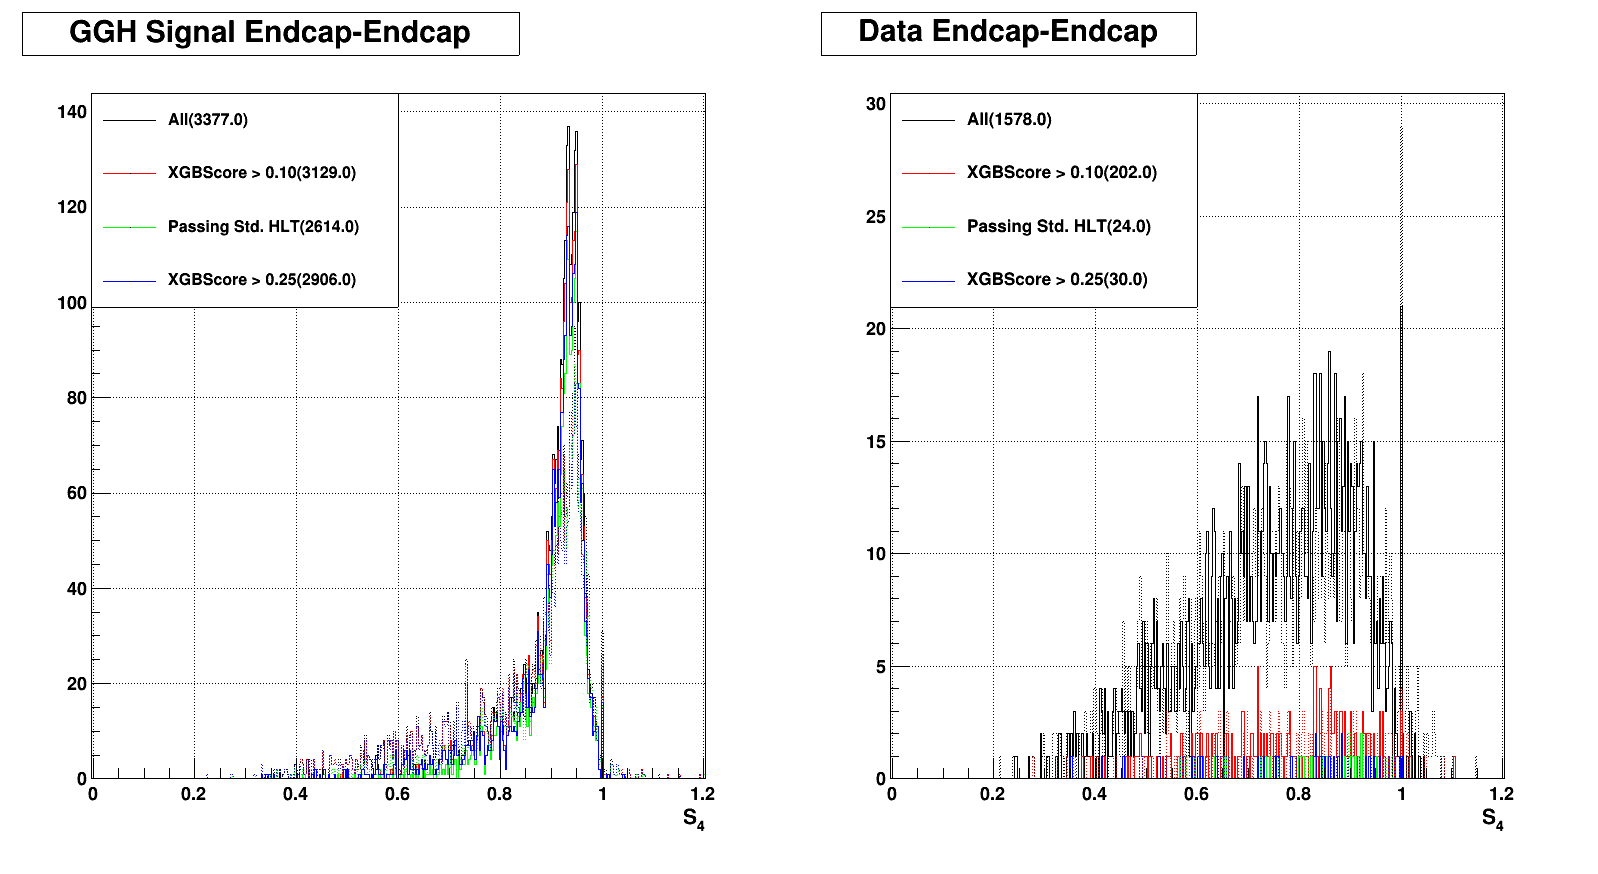 GGH Signal Endcap-Endcap
All(3377.0)
XGBScore > 0.10(3129.0)
Passing Std. HLT(2614.0)
XGBScore > 0.25(2906.0)
140
120
100
80
60
40
20
0
0 0.2 0.4 0.6 0.8 1 1.2
S4
Data Endcap-Endcap
All(1578.0)
XGBScore > 0.10(202.0)
Passing Std. HLT(24.0)
XGBScore > 0.25(30.0)
30
25
20
15
10
5
0
0 0.2 0.4 0.6 0.8 1 1.2
S4